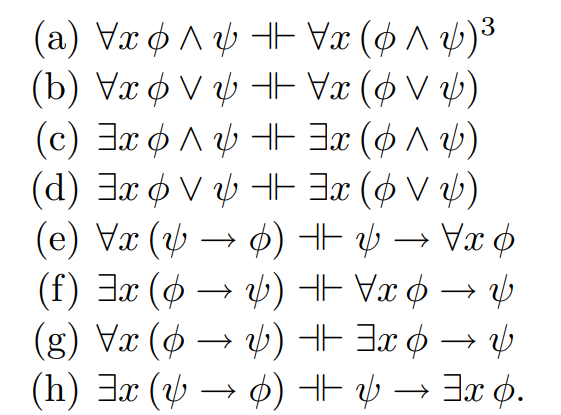 (a) ∀x ϕ ∧ ψ ⊣⊢ ∀x (ϕ ∧ ψ)³
(b) ∀x ϕ ∨ ψ ⊣⊢ ∀x (ϕ ∨ ψ)
(c) ∃x ϕ ∧ ψ ⊣⊢ ∃x (ϕ ∧ ψ)
(d) ∃x ϕ ∨ ψ ⊣⊢ ∃x (ϕ ∨ ψ)
(e) ∀x (ψ → ϕ) ⊣⊢ ψ → ∀x ϕ
(f) ∃x (ϕ → ψ) ⊣⊢ ∀x ϕ → ψ
(g) ∀x (ϕ → ψ) ⊣⊢ ∃x ϕ → ψ
(h) ∃x (ψ → ϕ) ⊣⊢ ψ → ∃x ϕ.